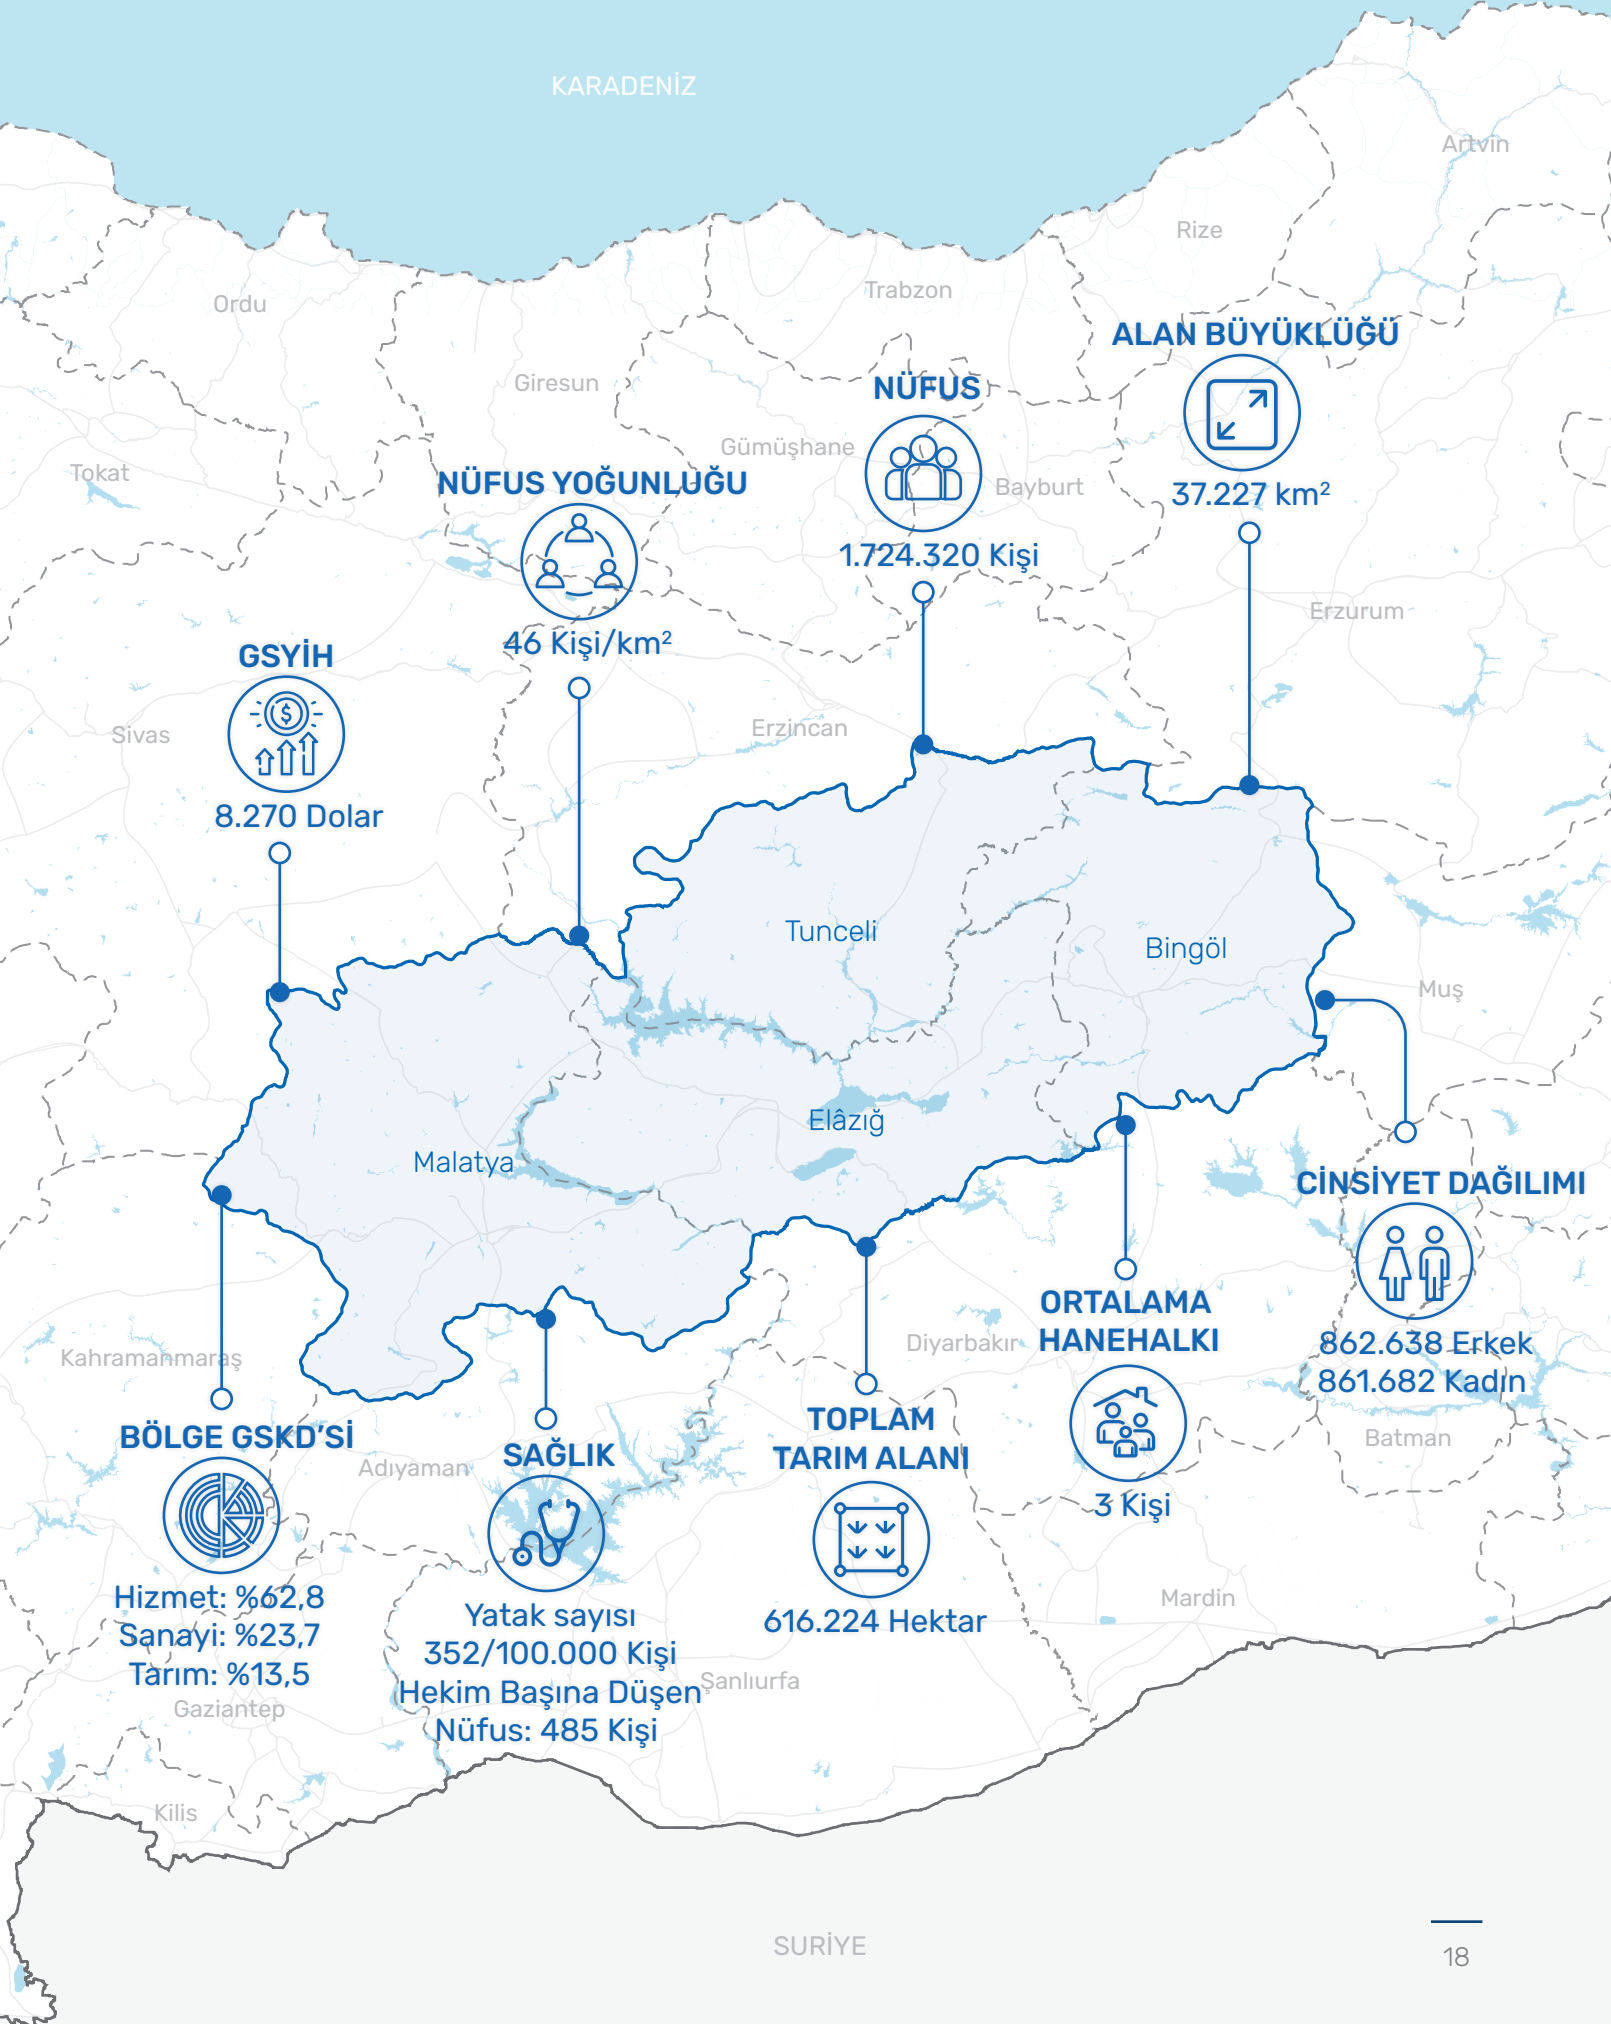 KARADENİZ
Artvin
Rize
Trabzon
Ordu
ALAN BÜYÜKLÜĞÜ
37.227 km²
Giresun
NÜFUS
1.724.320 Kişi
Gümüşhane
Bayburt
Tokat
NÜFUS YOĞUNLUĞU
46 Kişi/km²
Erzurum
GSYİH
8.270 Dolar
Sivas
Erzincan
Tunceli
Bingöl
Muş
Elâzığ
Malatya
CİNSİYET DAĞILIMI
862.638 Erkek
861.682 Kadın
ORTALAMA
HANEHALKI
3 Kişi
Diyarbakır
Kahramanmaraş
BÖLGE GSKD'Sİ
Hizmet: %62,8
Sanayi: %23,7
Tarım: %13,5
Adıyaman
SAĞLIK
Yatak sayısı
352/100.000 Kişi
Hekim Başına Düşen
Nüfus: 485 Kişi
TOPLAM
TARIM ALANI
616.224 Hektar
Batman
Mardin
Şanlıurfa
Gaziantep
Kilis
SURİYE
18